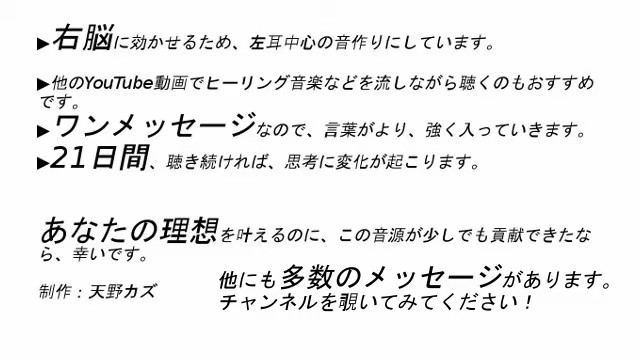 ▶右脳に効かせるため、左耳中心の音作りにしています。
▶他のYouTube動画でヒーリング音楽などを流しながら聴くのもおすすめ
です。
▶ワンメッセージなので、言葉がより、強く入っていきます。
▶21日間、聴き続ければ、思考に変化が起こります。
あなたの理想を叶えるのに、この音源が少しでも貢献できたな
ら、幸いです。
他にも多数のメッセージがあります。
制作：天野カズ
チャンネルを覗いてみてください！